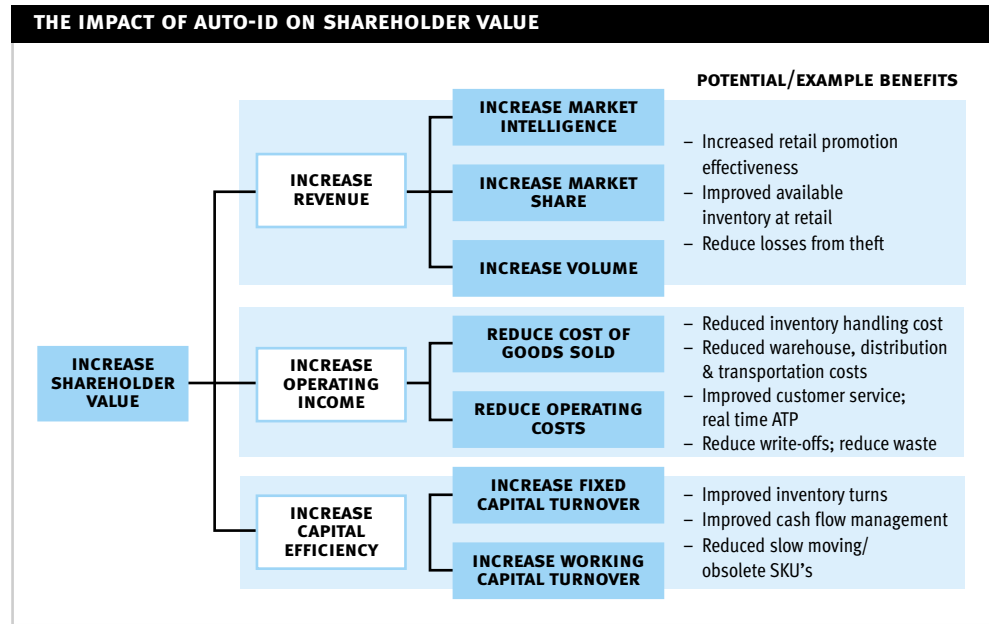 THE IMPACT OF AUTO-ID ON SHAREHOLDER VALUE
POTENTIAL/EXAMPLE BENEFITS
INCREASE
SHAREHOLDER
VALUE
INCREASE
REVENUE
INCREASE MARKET
INTELLIGENCE
INCREASE MARKET
SHARE
INCREASE VOLUME
– Increased retail promotion
effectiveness
– Improved available
inventory at retail
– Reduce losses from theft
INCREASE
OPERATING
INCOME
REDUCE COST OF
GOODS SOLD
REDUCE OPERATING
COSTS
– Reduced inventory handling cost
– Reduced warehouse, distribution
& transportation costs
– Improved customer service;
real time ATP
– Reduce write-offs; reduce waste
INCREASE
CAPITAL
EFFICIENCY
INCREASE FIXED
CAPITAL TURNOVER
INCREASE WORKING
CAPITAL TURNOVER
– Improved inventory turns
– Improved cash flow management
– Reduced slow moving/
obsolete SKU's